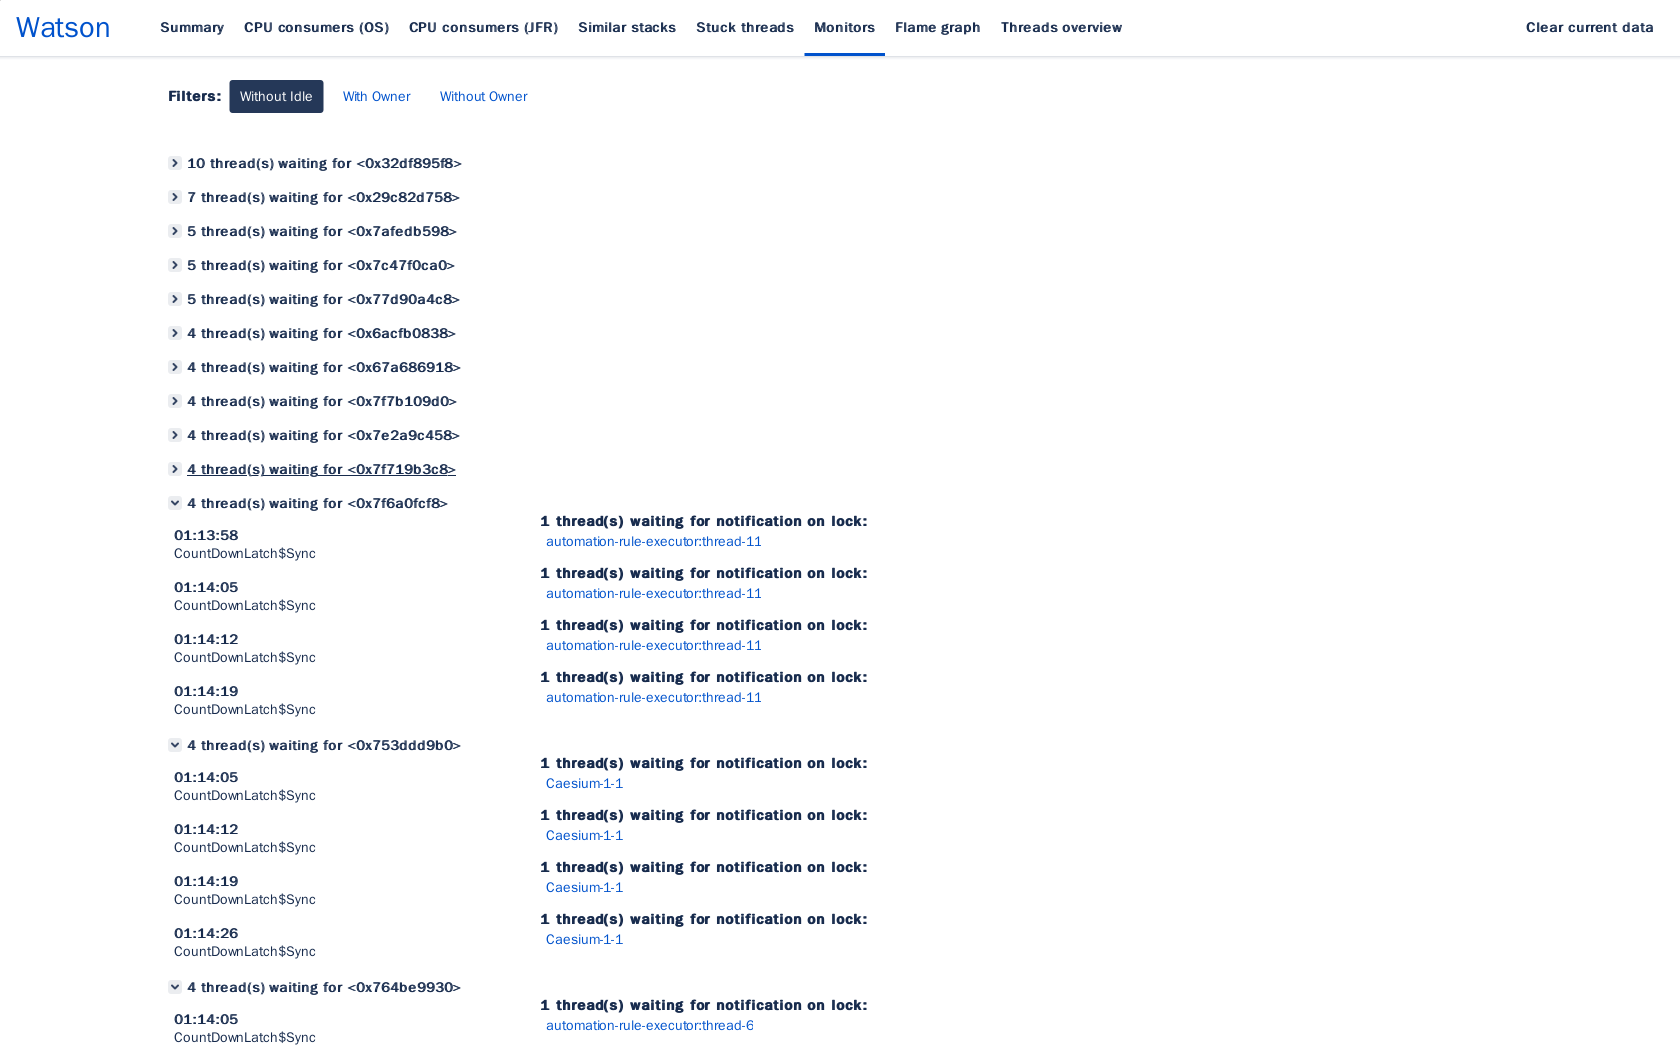 Watson
Summary CPU consumers (OS) CPU consumers (JFR) Similar stacks Stuck threads Monitors Flame graph Threads overview Clear current data
Filters: Without Idle With Owner Without Owner
10 thread(s) waiting for <0x32df895f8>
7 thread(s) waiting for <0x29c82d758>
5 thread(s) waiting for <0x7afedb598>
5 thread(s) waiting for <0x7c47f0ca0>
5 thread(s) waiting for <0x77d90a4c8>
4 thread(s) waiting for <0x6acfb0838>
4 thread(s) waiting for <0x67a686918>
4 thread(s) waiting for <0x7f7b109d0>
4 thread(s) waiting for <0x7e2a9c458>
4 thread(s) waiting for <0x7f719b3c8>
4 thread(s) waiting for <0x7f6a0fcf8>
01:13:58
CountDownLatch$Sync
1 thread(s) waiting for notification on lock:
automation-rule-executor:thread-11
01:14:05
CountDownLatch$Sync
1 thread(s) waiting for notification on lock:
automation-rule-executor:thread-11
01:14:12
CountDownLatch$Sync
1 thread(s) waiting for notification on lock:
automation-rule-executor:thread-11
01:14:19
CountDownLatch$Sync
1 thread(s) waiting for notification on lock:
automation-rule-executor:thread-11
4 thread(s) waiting for <0x753ddd9b0>
01:14:05
CountDownLatch$Sync
1 thread(s) waiting for notification on lock:
Caesium-1-1
01:14:12
CountDownLatch$Sync
1 thread(s) waiting for notification on lock:
Caesium-1-1
01:14:19
CountDownLatch$Sync
1 thread(s) waiting for notification on lock:
Caesium-1-1
01:14:26
CountDownLatch$Sync
1 thread(s) waiting for notification on lock:
Caesium-1-1
4 thread(s) waiting for <0x764be9930>
01:14:05
CountDownLatch$Sync
1 thread(s) waiting for notification on lock:
automation-rule-executor:thread-6